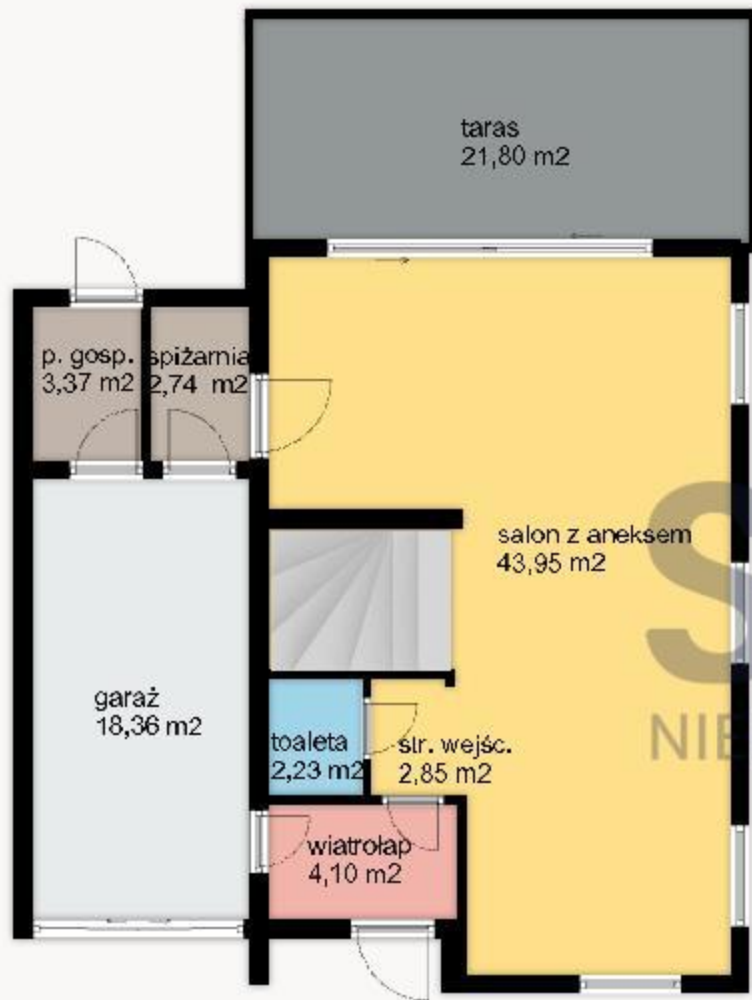 taras
21,80 m2
p. gosp.
3,37 m2
spiżarnia
2,74 m2
salon z aneksem
43,95 m2
garaż
18,36 m2
toaleta
2,23 m2
str. wejśc.
2,85 m2
wiatrołap
4,10 m2